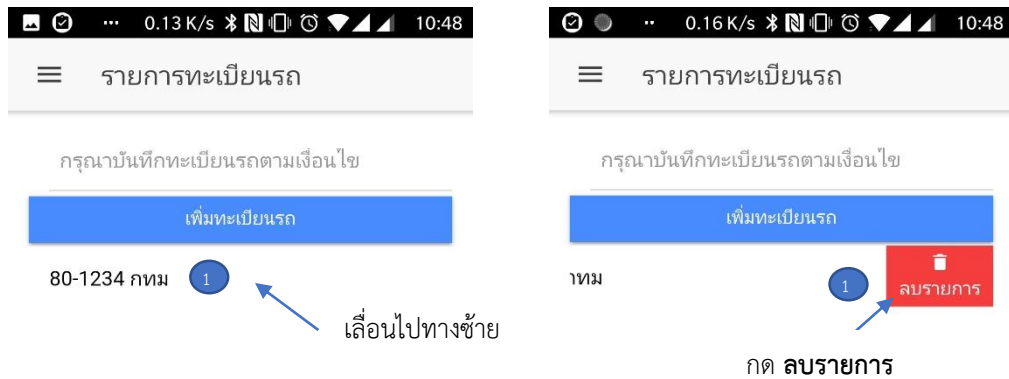 0.13 K/s 10:48
รายการทะเบียนรถ
กรุณาบันทึกทะเบียนรถตามเงื่อนไข
เพิ่มทะเบียนรถ
80-1234 กทม 1
เลื่อนไปทางซ้าย
0.16 K/s 10:48
รายการทะเบียนรถ
กรุณาบันทึกทะเบียนรถตามเงื่อนไข
เพิ่มทะเบียนรถ
าทม 1
ลบรายการ
กด ลบรายการ